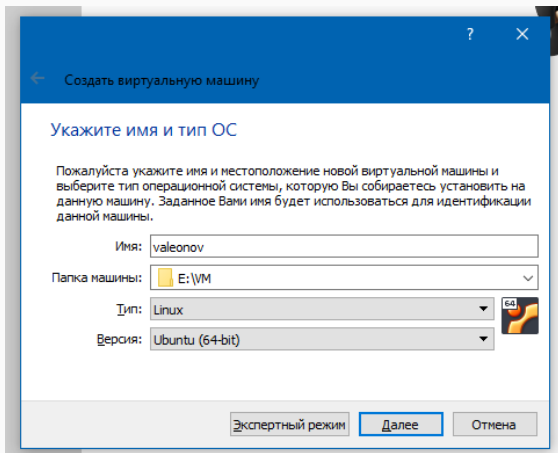 ?
Создать виртуальную машину
Укажите имя и тип ОС
Пожалуйста укажите имя и местоположение новой виртуальной машины и
выберите тип операционной системы, которую Вы собираетесь установить на
данную машину. Заданное Вами имя будет использоваться для идентификации
данной машины.
Имя: valeonov
Папка машины: E:\VM
Тип: Linux
64
Версия: Ubuntu (64-bit)
Экспертный режим Далее Отмена